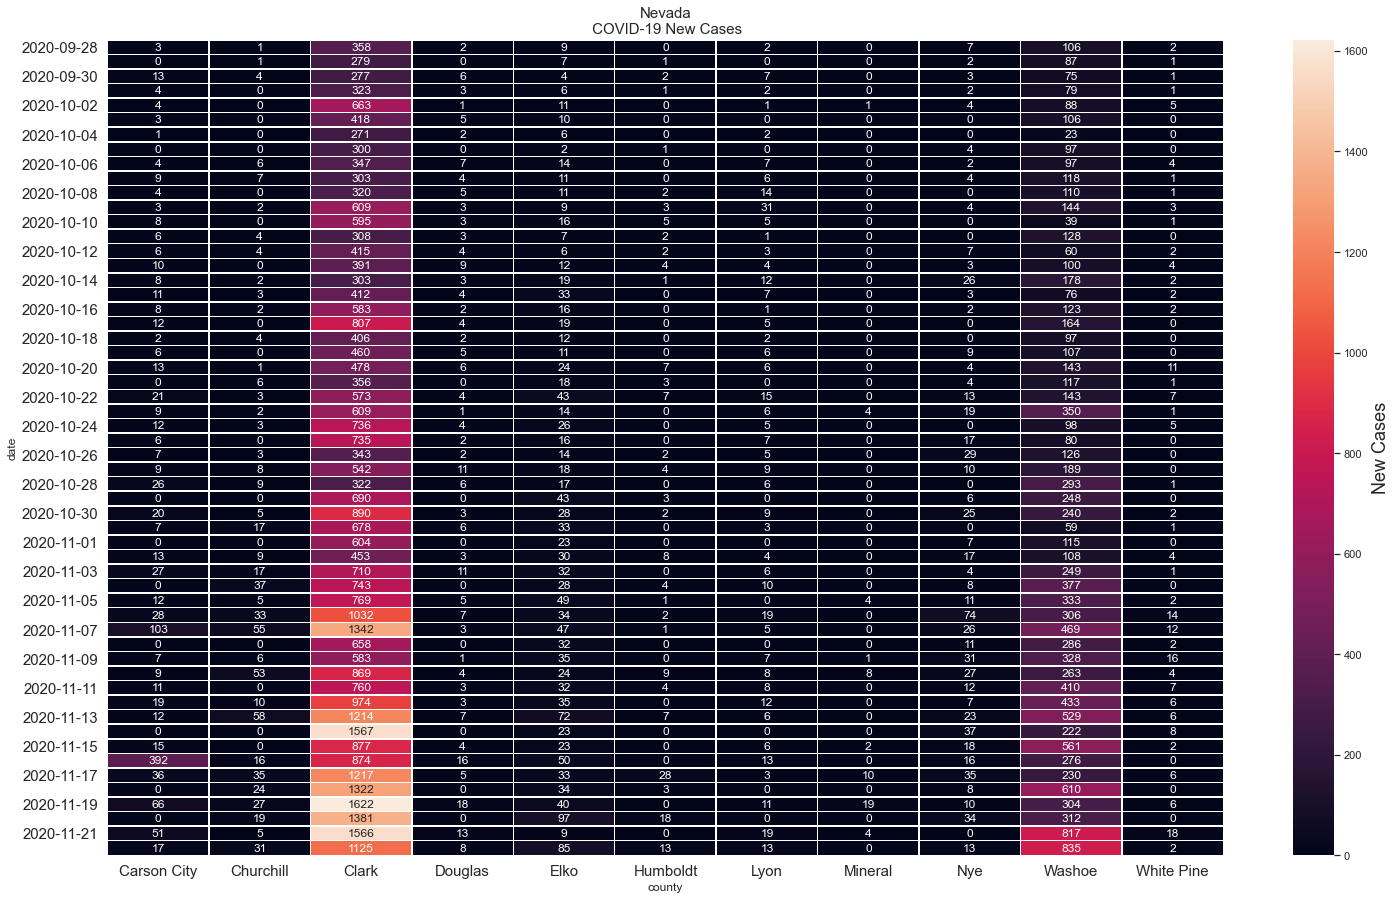 Nevada
COVID-19 New Cases
2020-09-28 3 1 358 2 9 0 2 0 7 106 2
0 1 279 0 7 1 0 0 2 87 1
2020-09-30 13 4 277 6 4 2 7 0 3 75 1
4 0 323 3 6 1 2 0 2 79 1
2020-10-02 4 0 663 1 11 0 1 1 4 88 5
3 0 418 5 10 0 0 0 0 106 0
2020-10-04 1 0 271 2 6 0 2 0 0 23 0
0 0 300 0 2 1 0 0 4 97 0
2020-10-06 4 6 347 7 14 0 7 0 2 97 4
9 7 303 4 11 0 6 0 4 118 1
2020-10-08 4 0 320 5 11 2 14 0 0 110 1
3 2 609 3 9 3 31 0 4 144 3
2020-10-10 8 0 595 3 16 5 5 0 0 39 1
6 4 308 3 7 2 1 0 0 128 0
2020-10-12 6 4 415 4 6 2 3 0 7 60 2
10 0 391 9 12 4 4 0 3 100 4
2020-10-14 8 2 303 3 19 1 12 0 26 178 2
11 3 412 4 33 0 7 0 3 76 2
2020-10-16 8 2 583 2 16 0 1 0 2 123 2
12 0 807 4 19 0 5 0 0 164 0
2020-10-18 2 4 406 2 12 0 2 0 0 97 0
6 0 460 5 11 0 6 0 9 107 0
2020-10-20 13 1 478 6 24 7 6 0 4 143 11
0 6 356 0 18 3 0 0 4 117 1
2020-10-22 21 3 573 4 43 7 15 0 13 143 7
9 2 609 1 14 0 6 4 19 350 1
2020-10-24 12 3 736 4 26 0 5 0 0 98 5
6 0 735 2 16 0 7 0 17 80 0
2020-10-26 7 3 343 2 14 2 5 0 29 126 0
9 8 542 11 18 4 9 0 10 189 0
2020-10-28 26 9 322 6 17 0 6 0 0 293 1
0 0 690 0 43 3 0 0 6 248 0
2020-10-30 20 5 890 3 28 2 9 0 25 240 2
7 17 678 6 33 0 3 0 0 59 1
2020-11-01 0 0 604 0 23 0 0 0 7 115 0
13 9 453 3 30 8 4 0 17 108 4
2020-11-03 27 17 710 11 32 0 6 0 4 249 1
0 37 743 0 28 4 10 0 8 377 0
2020-11-05 12 5 769 5 49 1 0 4 11 333 2
28 33 1032 7 34 2 19 0 74 306 14
2020-11-07 103 55 1342 3 47 1 5 0 26 469 12
0 0 658 0 32 0 0 0 11 286 2
2020-11-09 7 6 583 1 35 0 7 1 31 328 16
9 53 869 4 24 9 8 8 27 263 4
2020-11-11 11 0 760 3 32 4 8 0 12 410 7
19 10 974 3 35 0 12 0 7 433 6
2020-11-13 12 58 1214 7 72 7 6 0 23 529 6
0 0 1567 0 23 0 0 0 37 222 8
2020-11-15 15 0 877 4 23 0 6 2 18 561 2
392 16 874 16 50 0 13 0 16 276 0
2020-11-17 36 35 1217 5 33 28 3 10 35 230 6
0 24 1322 0 34 3 0 0 8 610 0
2020-11-19 66 27 1622 18 40 0 11 19 10 304 6
0 19 1381 0 97 18 0 0 34 312 0
2020-11-21 51 5 1566 13 9 0 19 4 0 817 18
17 31 1125 8 85 13 13 0 13 835 2
Carson City Churchill Clark Douglas Elko Humboldt Lyon Mineral Nye Washoe White Pine
county
date
1600
1400
1200
1000
800
600
400
200
0
New Cases